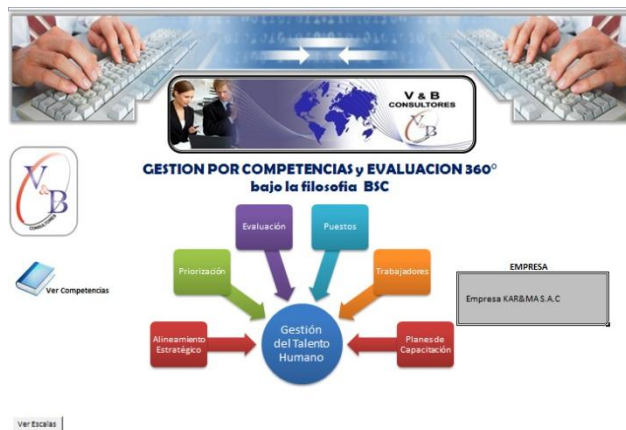 V & B
CONSULTORES
V&B
GESTION POR COMPETENCIAS y EVALUACION 360°
bajo la filosofia BSC
V&B
CONSULTORES
Evaluación
Puestos
Priorización
Trabajadores
EMPRESA
Ver Competencias
Empresa KAR&MA S.A.C
Alineamiento
Estratégico
Gestión
del Talento
Humano
Planes de
Capacitación
Ver Escalas